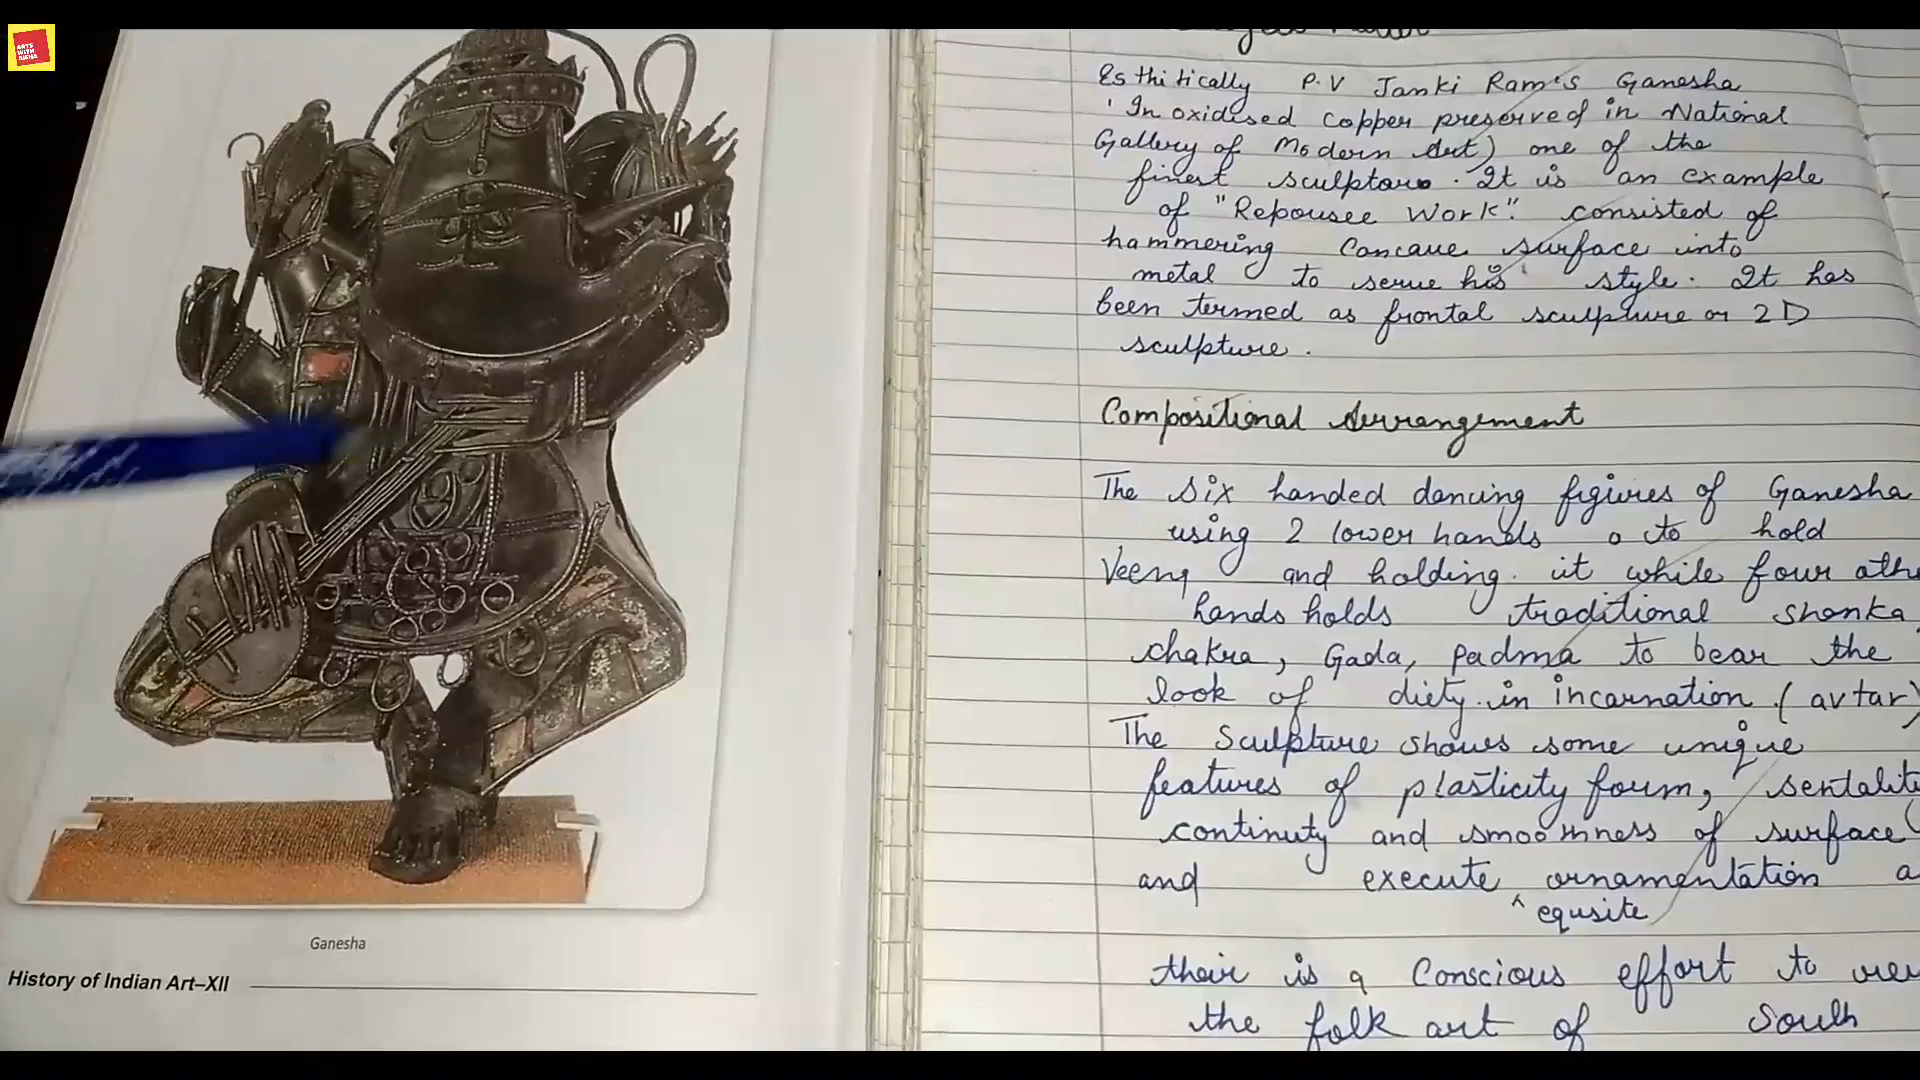 ARTS
WITH
Ganesha
History of Indian Art–XII
Esthitically P.V Janki Ram's Ganesha
'In oxidised copper preserved in National
Gallery of Modern Art) one of the
finest sculptaro. It is an example
of "Repousee Work". consisted of
hammering Concave surface into
metal to serve his style. It has
been termed as frontal sculpture or 2D
sculpture.
Compositional Arrangement
The six handed dancing figures of Ganesha
using 2 lower hands o to hold
Veena and holding it while four othe
hands holds traditional shanka,
chakra, Gada, padma to bear the
look of diety in incarnation (avtar)
The Sculpture shows some unique
features of plasticity form,
continuty and smoothness of surface
and execute ornamentation a
^ equsite
their is a Conscious effort to
the folk art of South